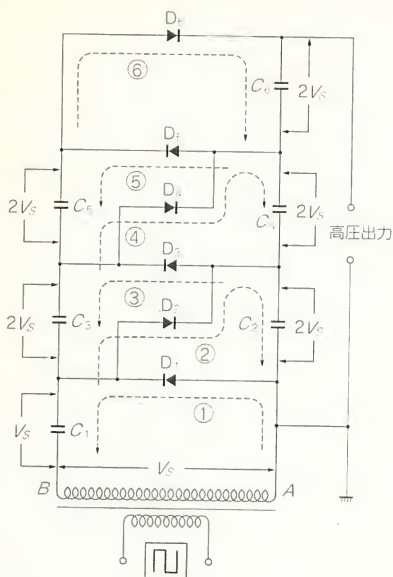 D₆
⑥
C₆
2Vₛ
D₅
⑤
D₄
2Vₛ
C₅
④
2Vₛ
高圧出力
D₃
③
D₂
2Vₛ
C₃
②
C₂
2Vₛ
D₁
①
Vₛ
C₁
Vₛ
B
A